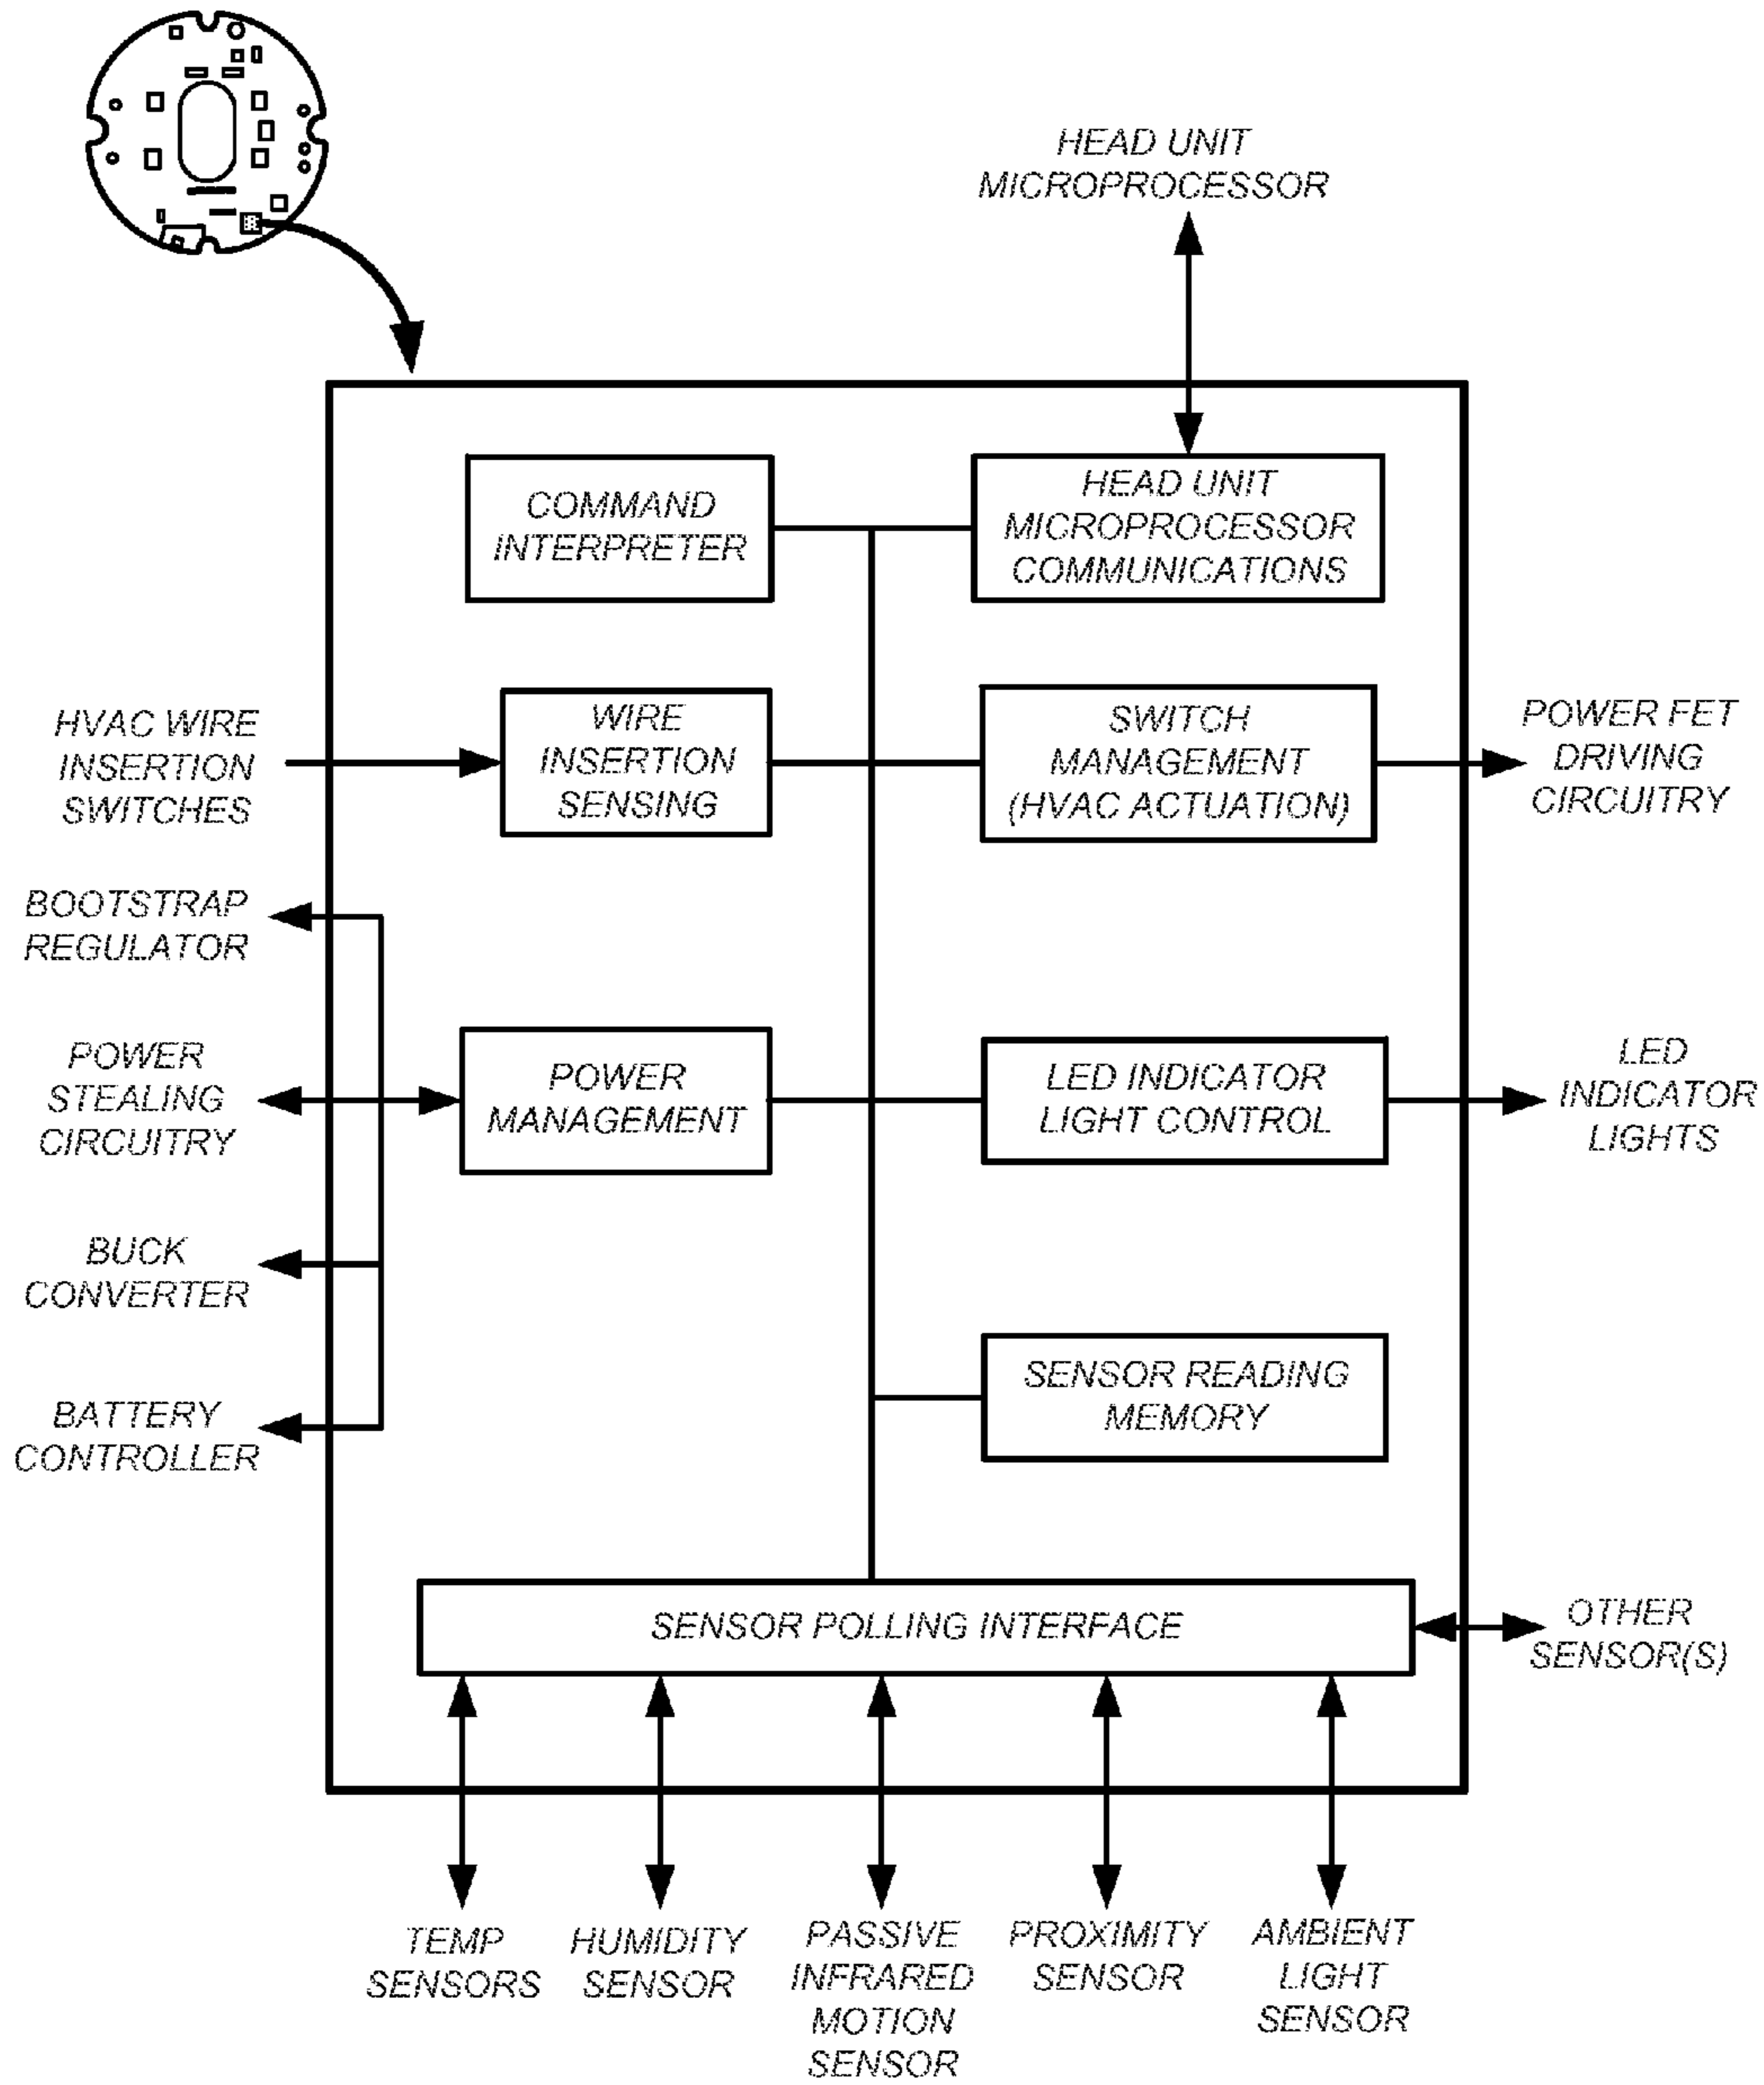 HEAD UNIT
MICROPROCESSOR
COMMAND
INTERPRETER
HEAD UNIT
MICROPROCESSOR
COMMUNICATIONS
HVAC WIRE
INSERTION
SWITCHES
WIRE
INSERTION
SENSING
SWITCH
MANAGEMENT
(HVAC ACTUATION)
POWER FET
DRIVING
CIRCUITRY
BOOTSTRAP
REGULATOR
POWER
STEALING
CIRCUITRY
POWER
MANAGEMENT
LED INDICATOR
LIGHT CONTROL
LED
INDICATOR
LIGHTS
BUCK
CONVERTER
BATTERY
CONTROLLER
SENSOR READING
MEMORY
SENSOR POLLING INTERFACE
OTHER
SENSOR(S)
TEMP
SENSORS
HUMIDITY
SENSOR
PASSIVE
INFRARED
MOTION
SENSOR
PROXIMITY
SENSOR
AMBIENT
LIGHT
SENSOR